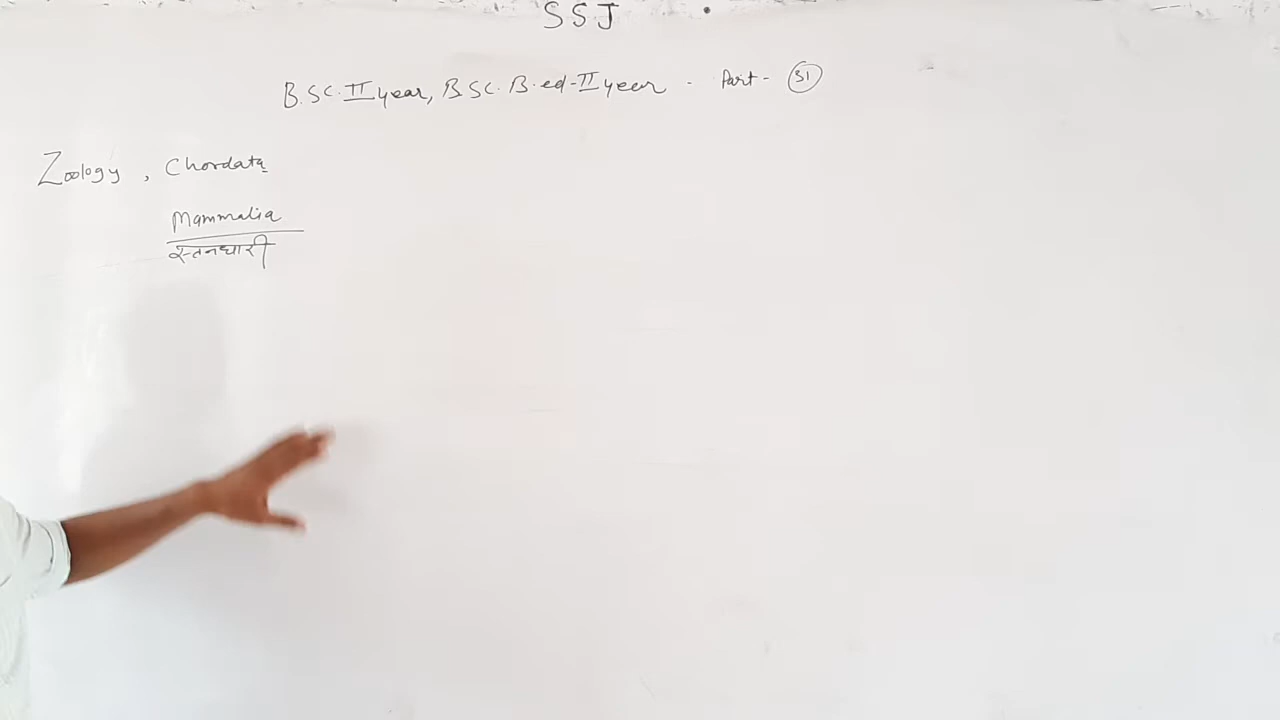 SSJ
B.SC. II year, B.SC. B.ed-II year - Part- 31
Zoology, Chordata
Mammalia
स्तनधारी